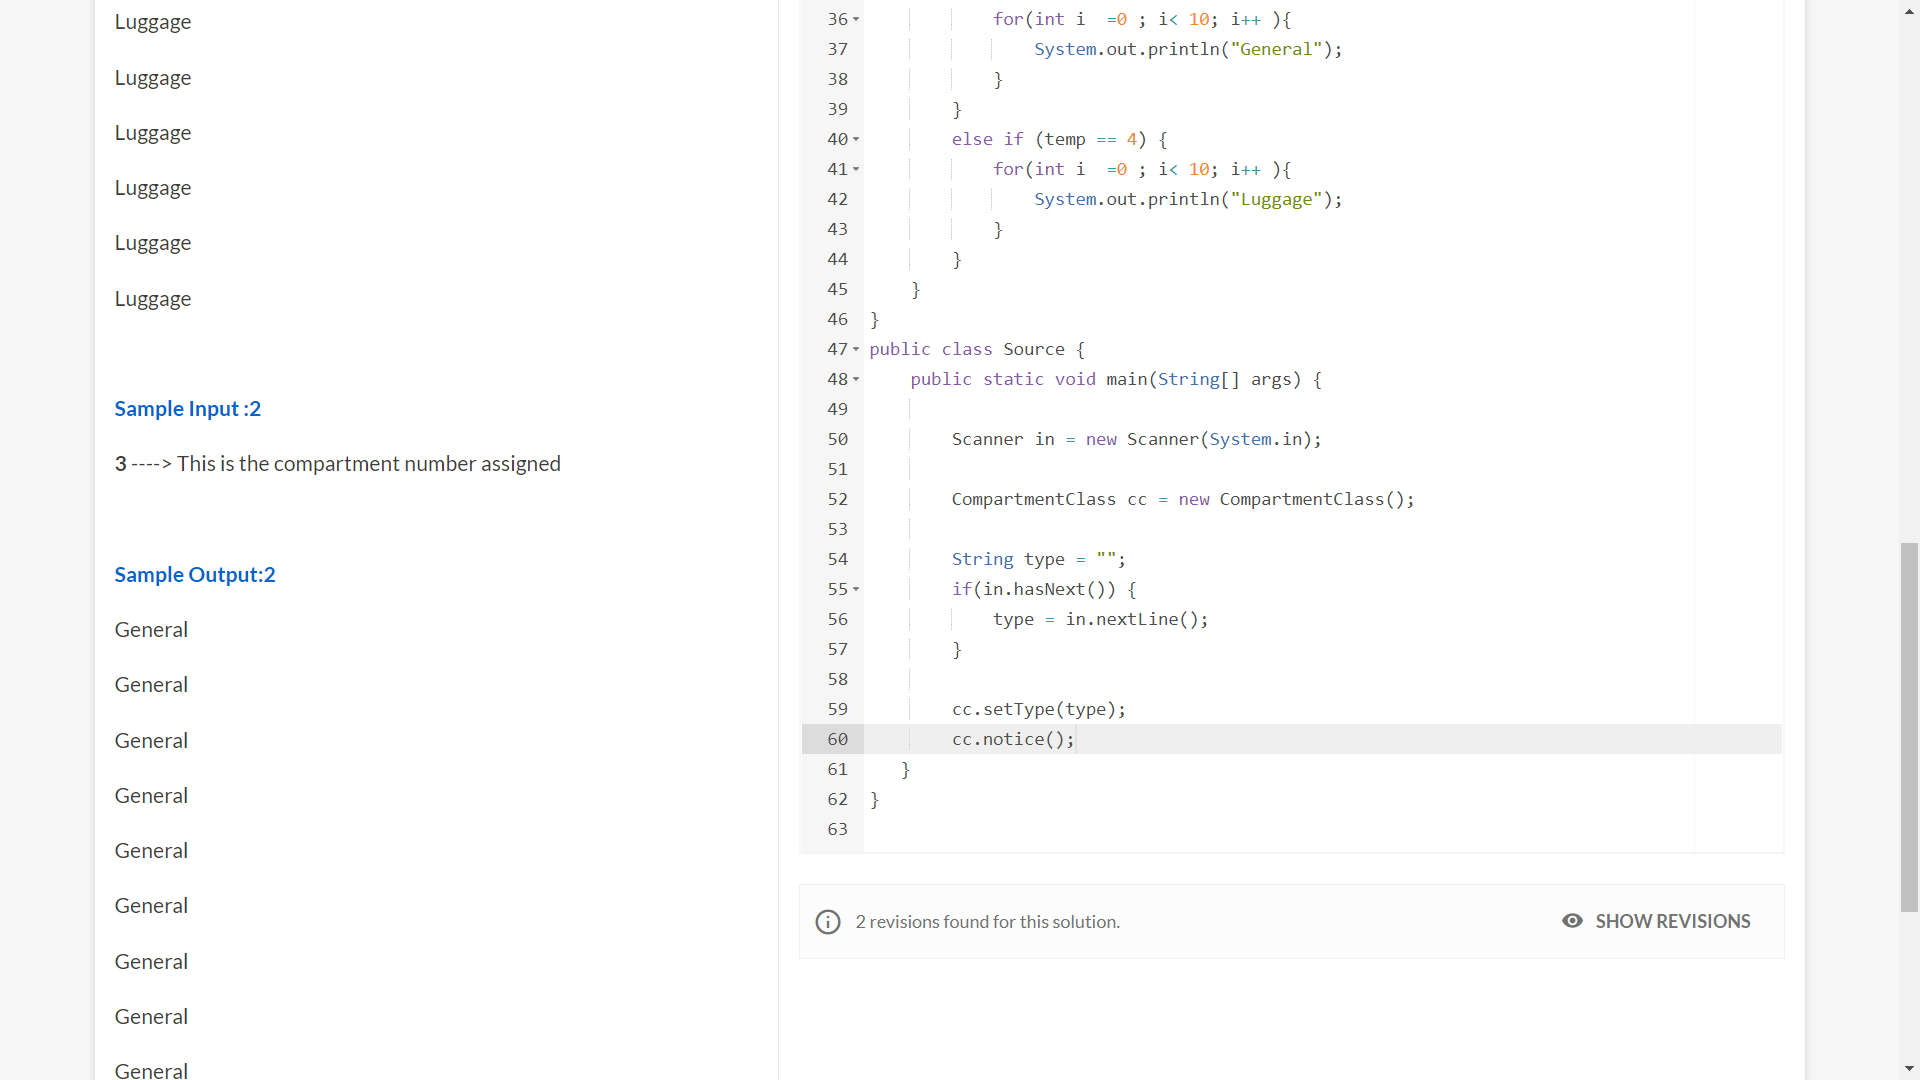 Luggage
Luggage
Luggage
Luggage
Luggage
Luggage
Sample Input :2
3 ----> This is the compartment number assigned
Sample Output:2
General
General
General
General
General
General
General
General
General
36 for(int i  =0 ; i< 10; i++ ){
37 System.out.println("General");
38 }
39 }
40 else if (temp == 4) {
41 for(int i  =0 ; i< 10; i++ ){
42 System.out.println("Luggage");
43 }
44 }
45 }
46 }
47 public class Source {
48 public static void main(String[] args) {
49
50 Scanner in = new Scanner(System.in);
51
52 CompartmentClass cc = new CompartmentClass();
53
54 String type = "";
55 if(in.hasNext()) {
56 type = in.nextLine();
57 }
58
59 cc.setType(type);
60 cc.notice();
61 }
62 }
63
2 revisions found for this solution.
SHOW REVISIONS